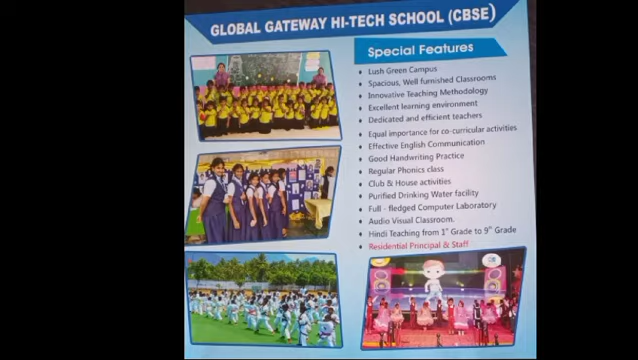 GLOBAL GATEWAY HI-TECH SCHOOL (CBSE)
Special Features
• Lush Green Campus
• Spacious, Well furnished Classrooms
• Innovative Teaching Methodology
• Excellent learning environment
• Dedicated and efficient teachers
• Equal importance for co-curricular activities
• Effective English Communication
• Good Handwriting Practice
• Regular Phonics class
• Club & House activities
• Purified Drinking Water facility
• Full - fledged Computer Laboratory
• Audio Visual Classroom.
• Hindi Teaching from 1st Grade to 9th Grade
• Residential Principal & Staff